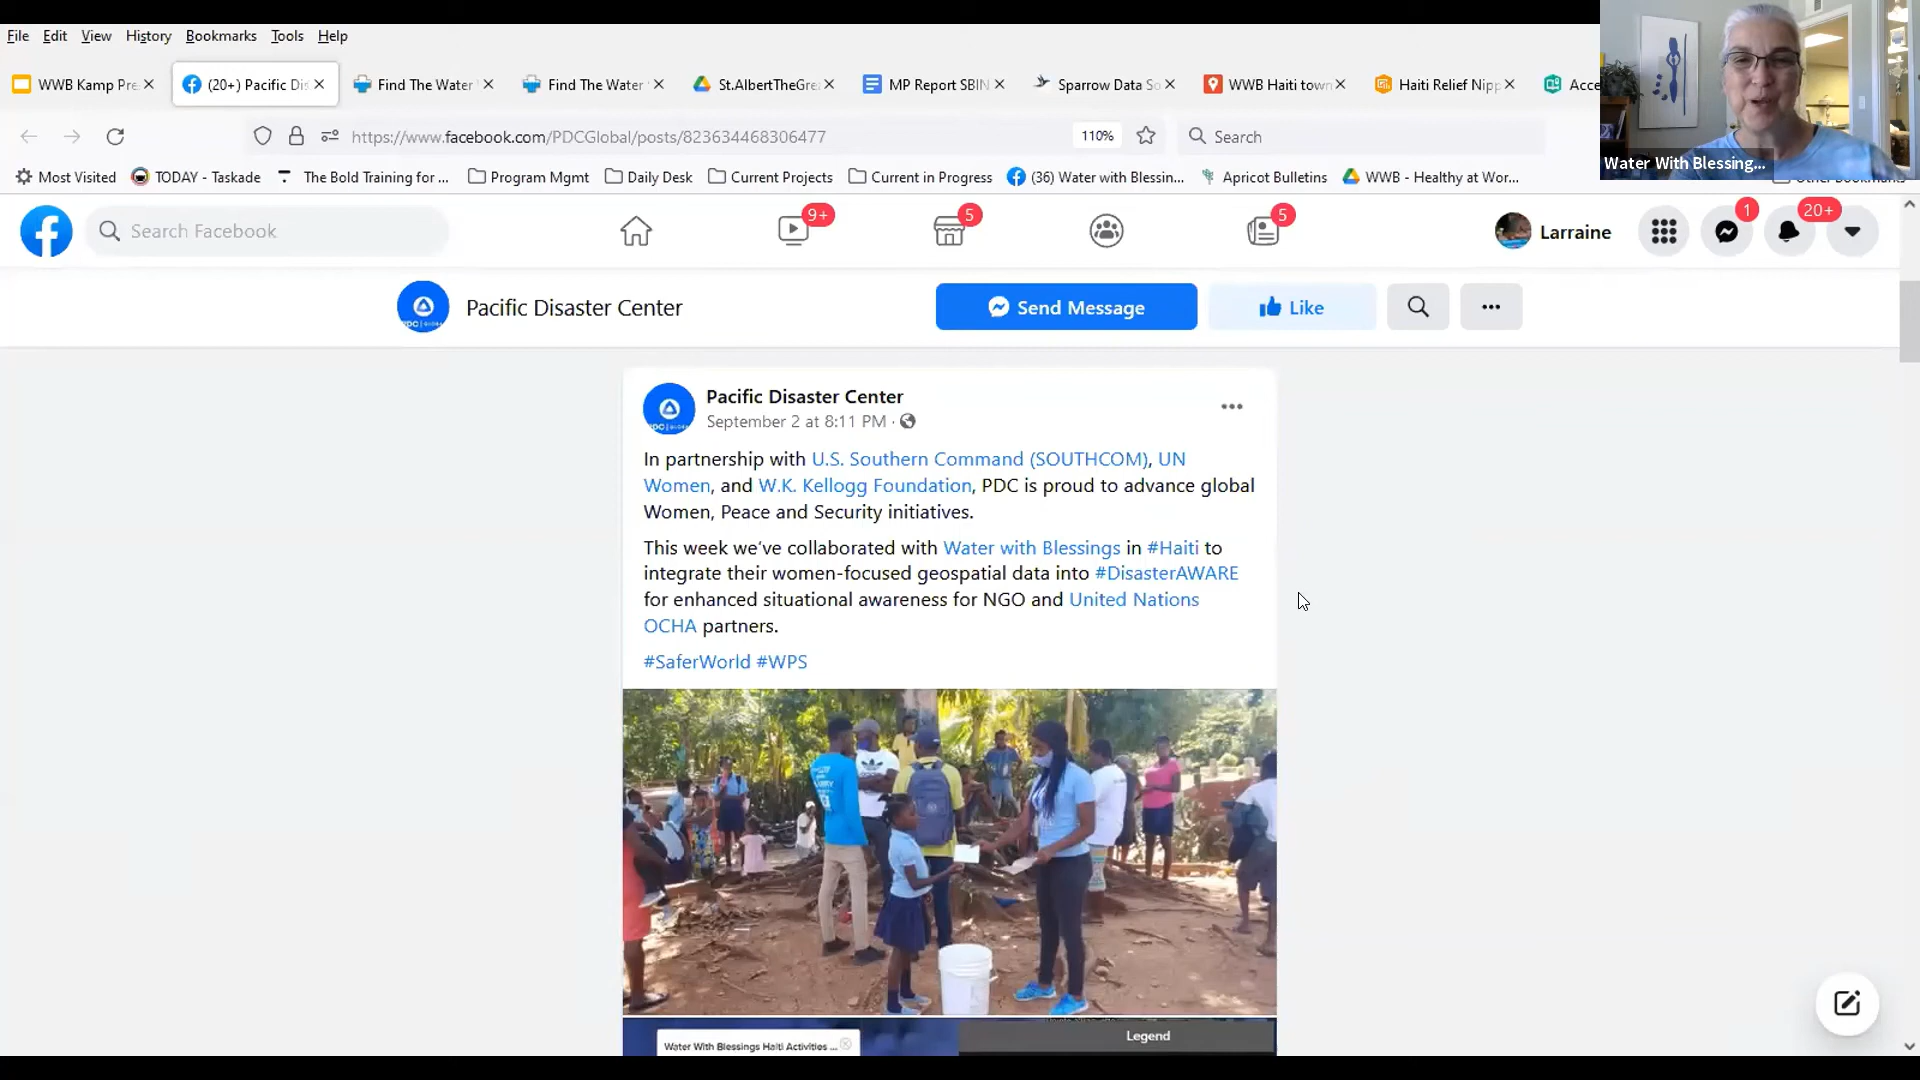 File Edit View History Bookmarks Tools Help
WWB Kamp Pre
(20+) Pacific Dis
Find The Water
Find The Water
St.AlbertTheGre
MP Report SBIN
Sparrow Data So
WWB Haiti town
Haiti Relief Nipp
Acce
https://www.facebook.com/PDCGlobal/posts/823634468306477
110%
Search
Most Visited
TODAY - Taskade
The Bold Training for ...
Program Mgmt
Daily Desk
Current Projects
Current in Progress
(36) Water with Blessin...
Apricot Bulletins
WWB - Healthy at Wor...
Water With Blessing...
Search Facebook
9+
5
5
Larraine
1
20+
Pacific Disaster Center
Send Message
Like
Pacific Disaster Center
September 2 at 8:11 PM ·
In partnership with U.S. Southern Command (SOUTHCOM), UN
Women, and W.K. Kellogg Foundation, PDC is proud to advance global
Women, Peace and Security initiatives.
This week we've collaborated with Water with Blessings in #Haiti to
integrate their women-focused geospatial data into #DisasterAWARE
for enhanced situational awareness for NGO and United Nations
OCHA partners.
#SaferWorld #WPS
Water With Blessings Haiti Activities ...
Legend